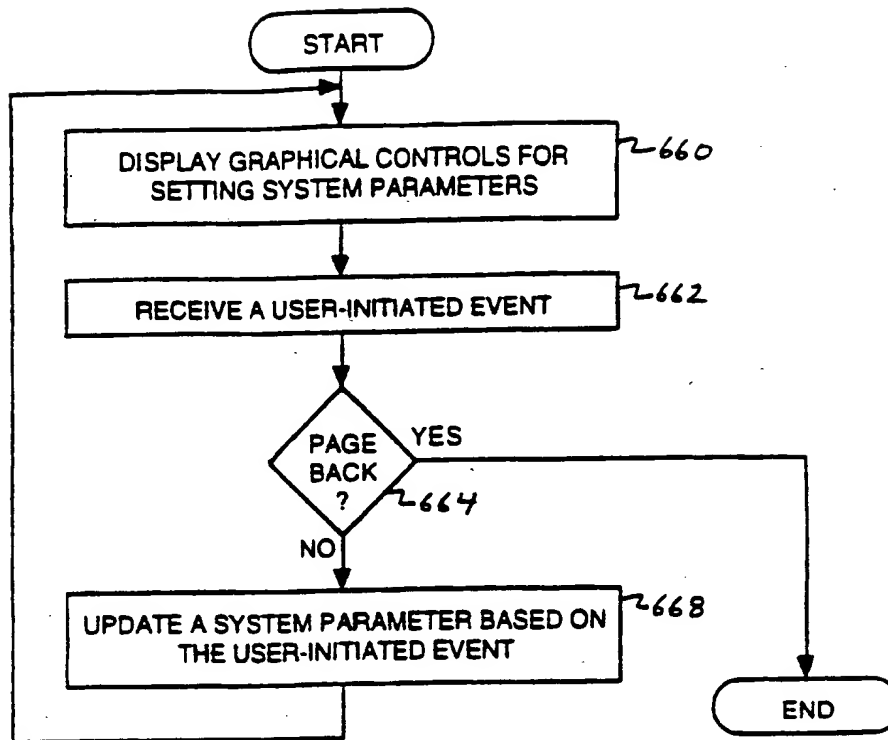 START
DISPLAY GRAPHICAL CONTROLS FOR
SETTING SYSTEM PARAMETERS
660
RECEIVE A USER-INITIATED EVENT
662
PAGE
BACK
?
YES
664
NO
UPDATE A SYSTEM PARAMETER BASED ON
THE USER-INITIATED EVENT
668
END